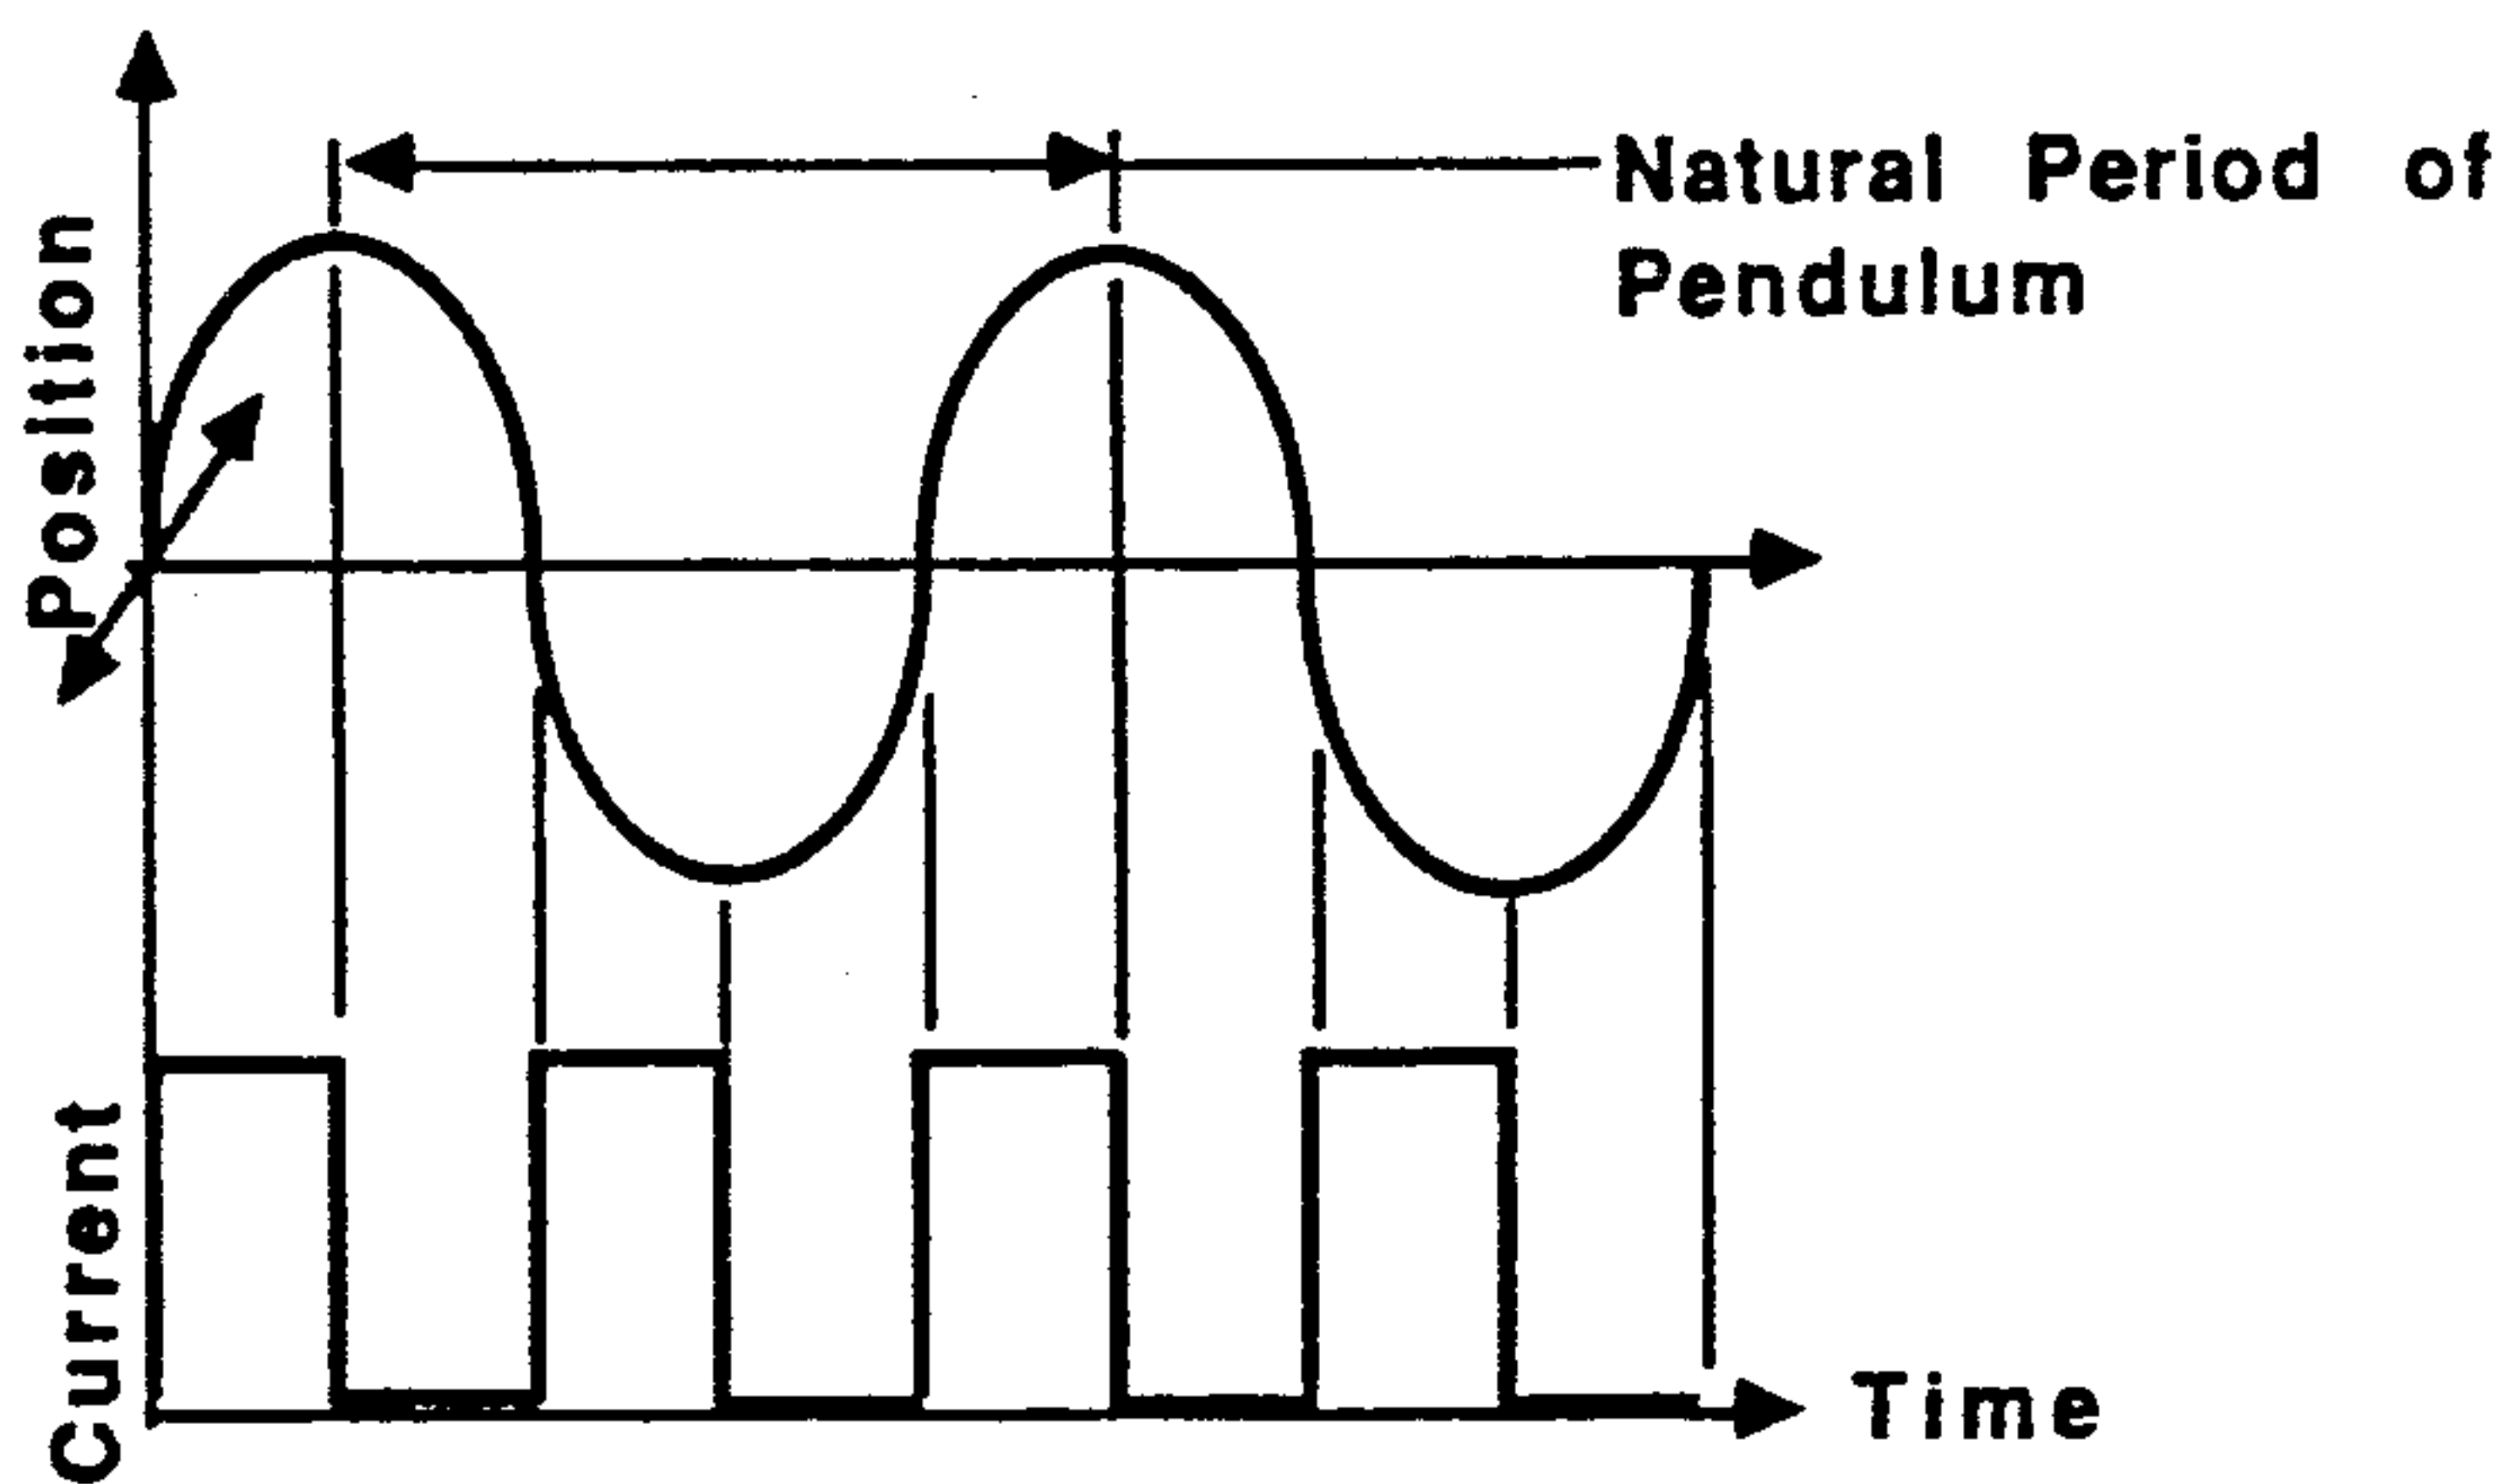 Natural Period of
Pendulum
Position
Current
Time